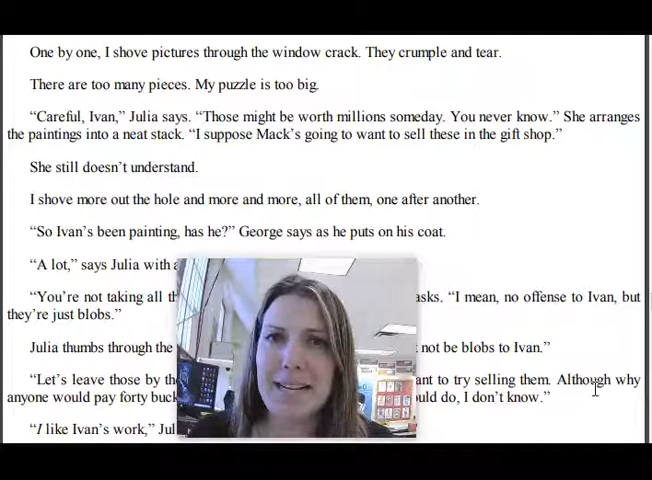 One by one, I shove pictures through the window crack. They crumple and tear.
There are too many pieces. My puzzle is too big.
“Careful, Ivan,” Julia says. “Those might be worth millions someday. You never know.” She arranges
the paintings into a neat stack. “I suppose Mack’s going to want to sell these in the gift shop.”
She still doesn’t understand.
I shove more out the hole and more and more, all of them, one after another.
“So Ivan’s been painting, has he?” George says as he puts on his coat.
“A lot,” says Julia with
“You’re not taking all asks. “I mean, no offense to Ivan, but
they’re just blobs.”
Julia thumbs through the not be blobs to Ivan.”
“Let’s leave those by to try selling them. Although why
anyone would pay forty do, I don’t know.”
“I like Ivan’s work,”